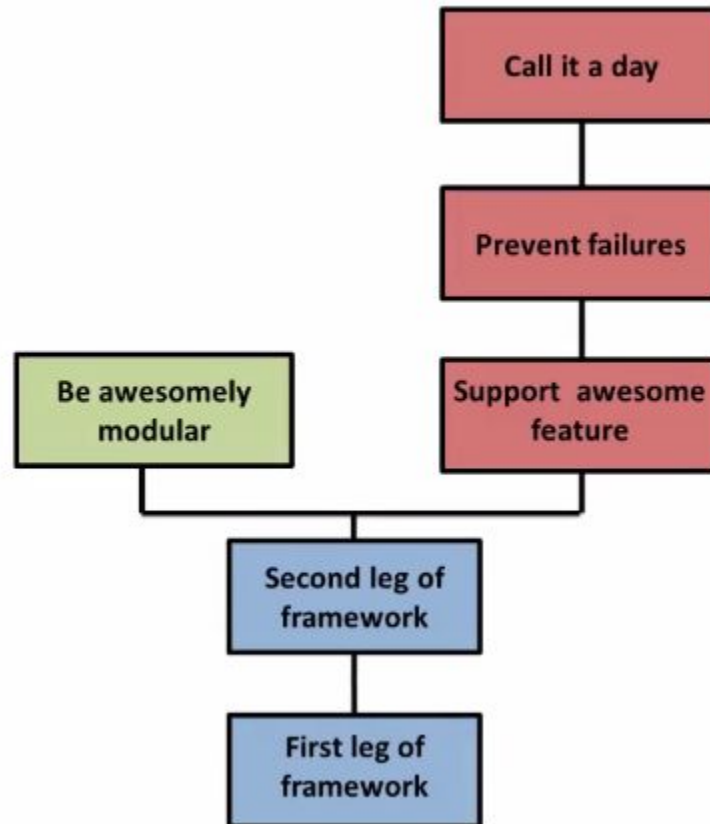 Call it a day
Prevent failures
Be awesomely
modular
Support awesome
feature
Second leg of
framework
First leg of
framework